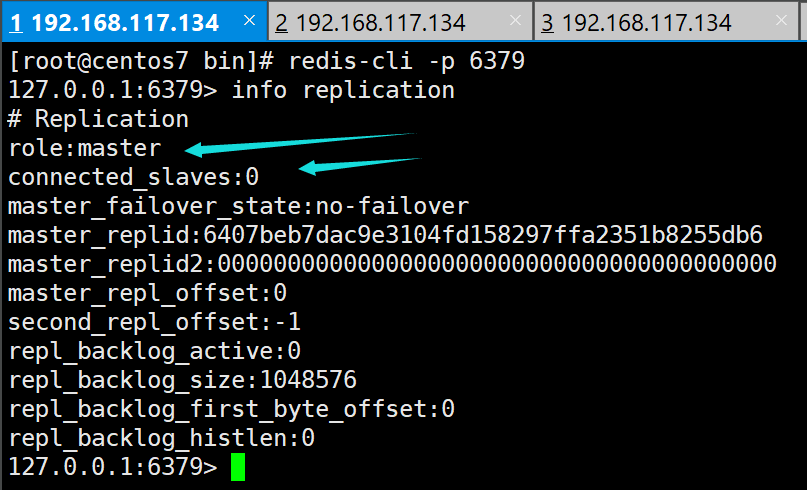 1 192.168.117.134 × 2 192.168.117.134 × 3 192.168.117.134 ×
[root@centos7 bin]# redis-cli -p 6379
127.0.0.1:6379> info replication
# Replication
role:master
connected_slaves:0
master_failover_state:no-failover
master_replid:6407beb7dac9e3104fd158297ffa2351b8255db6
master_replid2:0000000000000000000000000000000000000000
master_repl_offset:0
second_repl_offset:-1
repl_backlog_active:0
repl_backlog_size:1048576
repl_backlog_first_byte_offset:0
repl_backlog_histlen:0
127.0.0.1:6379>